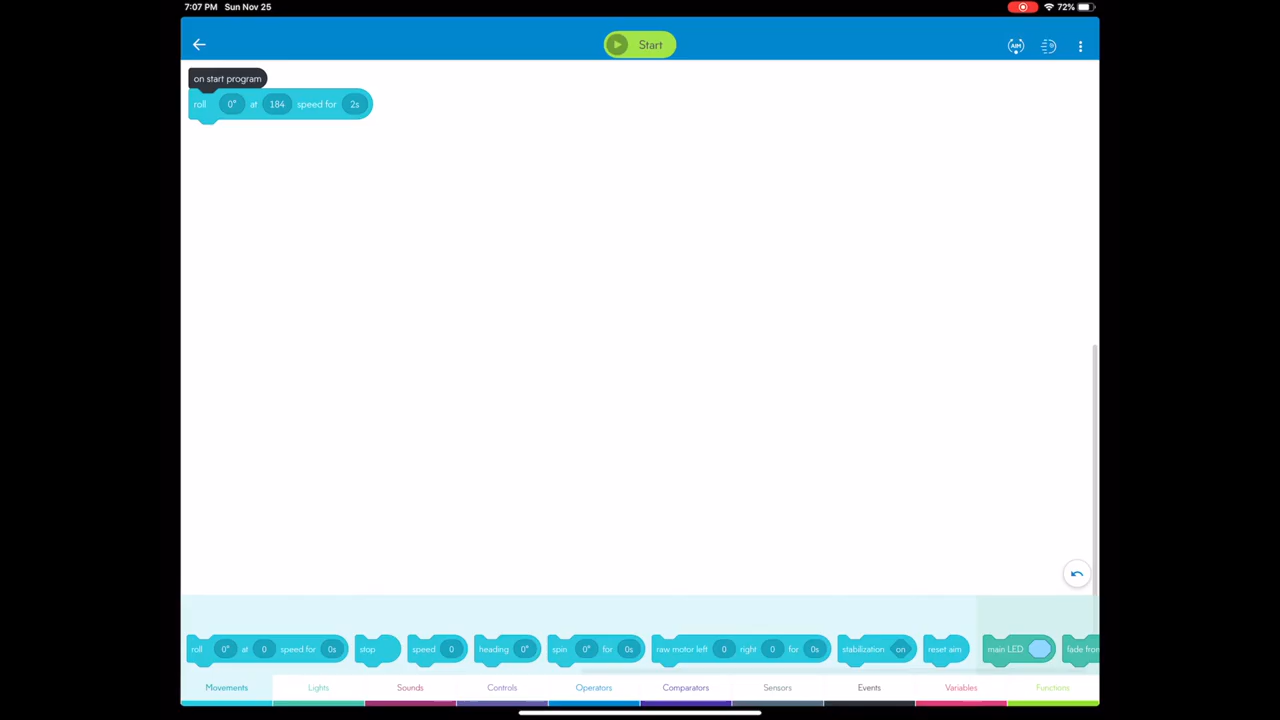 7:07 PM Sun Nov 25 72%
Start
AIM
on start program
roll 0° at 184 speed for 2s
roll 0° at 0 speed for 0s stop speed 0 heading 0° spin 0° for 0s raw motor left 0 right 0 for 0s stabilization on reset aim main LED fade from
Movements Lights Sounds Controls Operators Comparators Sensors Events Variables Functions